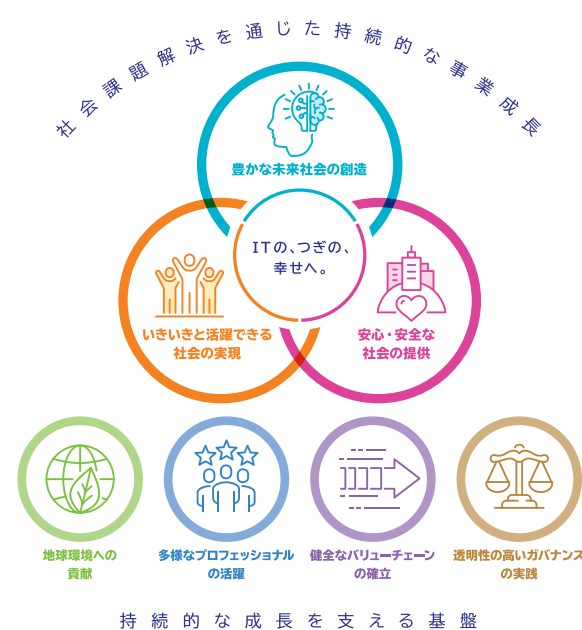 社会課題解決を通じた持続的な事業成長
豊かな未来社会の創造
ITの、つぎの、
幸せへ。
いきいきと活躍できる
社会の実現
安心・安全な
社会の提供
地球環境への
貢献
多様なプロフェッショナル
の活躍
健全なバリューチェーン
の確立
透明性の高いガバナンス
の実践
持続的な成長を支える基盤